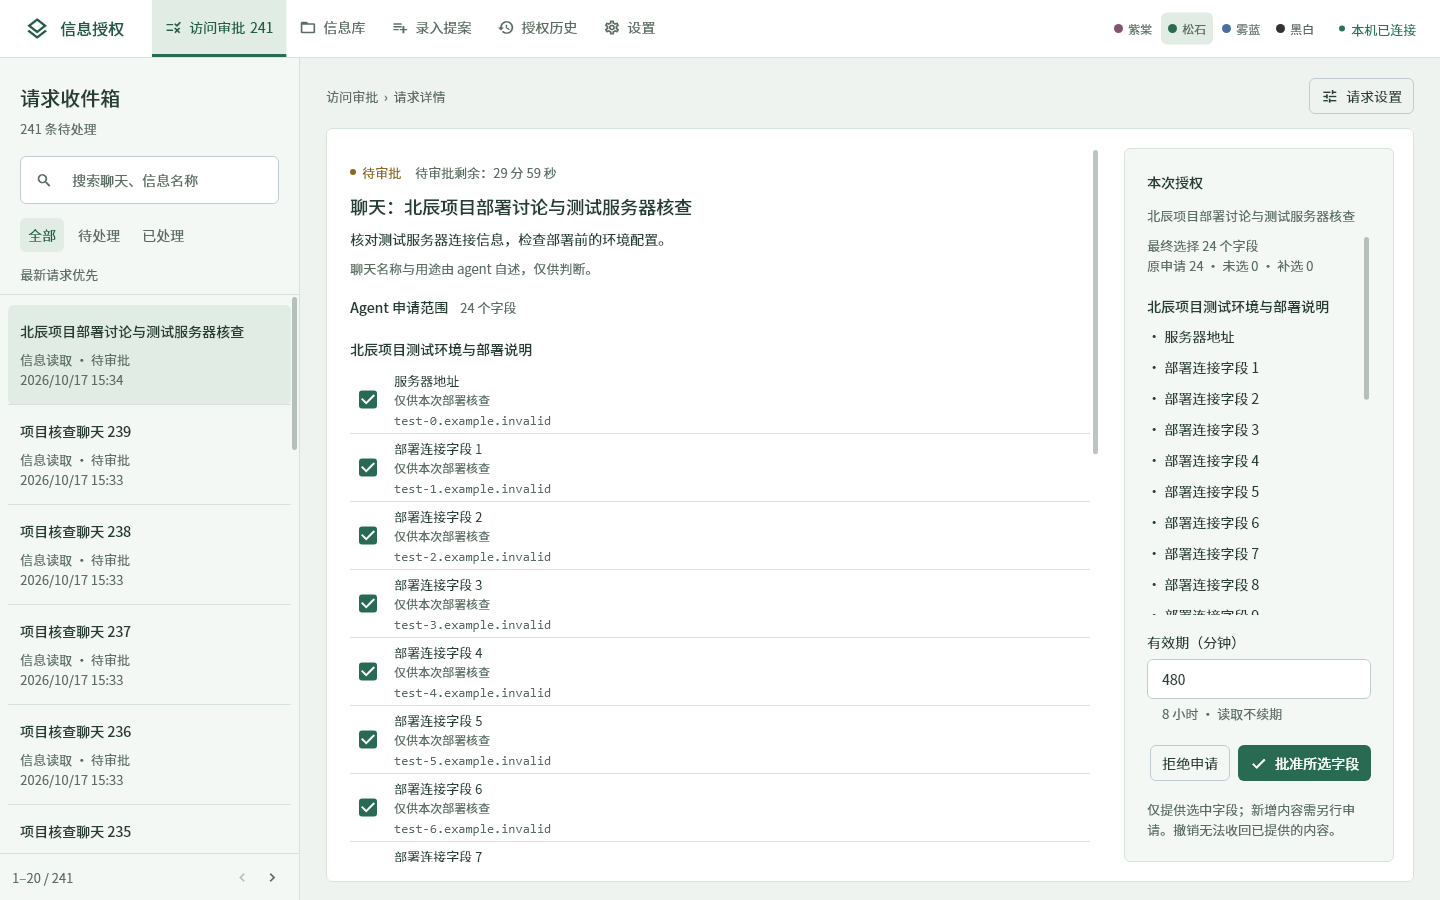 信息授权
访问审批 241
信息库
录入提案
授权历史
设置
紫棠
松石
雾蓝
黑白
本机已连接
请求收件箱
241 条待处理
搜索聊天、信息名称
全部
待处理
已处理
最新请求优先
北辰项目部署讨论与测试服务器核查
信息读取 · 待审批
2026/10/17 15:34
项目核查聊天 239
信息读取 · 待审批
2026/10/17 15:33
项目核查聊天 238
信息读取 · 待审批
2026/10/17 15:33
项目核查聊天 237
信息读取 · 待审批
2026/10/17 15:33
项目核查聊天 236
信息读取 · 待审批
2026/10/17 15:33
项目核查聊天 235
1–20 / 241
访问审批 › 请求详情
请求设置
待审批
待审批剩余：29 分 59 秒
聊天：北辰项目部署讨论与测试服务器核查
核对测试服务器连接信息，检查部署前的环境配置。
聊天名称与用途由 agent 自述，仅供判断。
Agent 申请范围
24 个字段
北辰项目测试环境与部署说明
服务器地址
仅供本次部署核查
test-0.example.invalid
部署连接字段 1
仅供本次部署核查
test-1.example.invalid
部署连接字段 2
仅供本次部署核查
test-2.example.invalid
部署连接字段 3
仅供本次部署核查
test-3.example.invalid
部署连接字段 4
仅供本次部署核查
test-4.example.invalid
部署连接字段 5
仅供本次部署核查
test-5.example.invalid
部署连接字段 6
仅供本次部署核查
test-6.example.invalid
部署连接字段 7
本次授权
北辰项目部署讨论与测试服务器核查
最终选择 24 个字段
原申请 24 · 未选 0 · 补选 0
北辰项目测试环境与部署说明
· 服务器地址
· 部署连接字段 1
· 部署连接字段 2
· 部署连接字段 3
· 部署连接字段 4
· 部署连接字段 5
· 部署连接字段 6
· 部署连接字段 7
· 部署连接字段 8
· 部署连接字段 9
有效期（分钟）
480
8 小时 · 读取不续期
拒绝申请
批准所选字段
仅提供选中字段；新增内容需另行申
请。撤销无法收回已提供的内容。